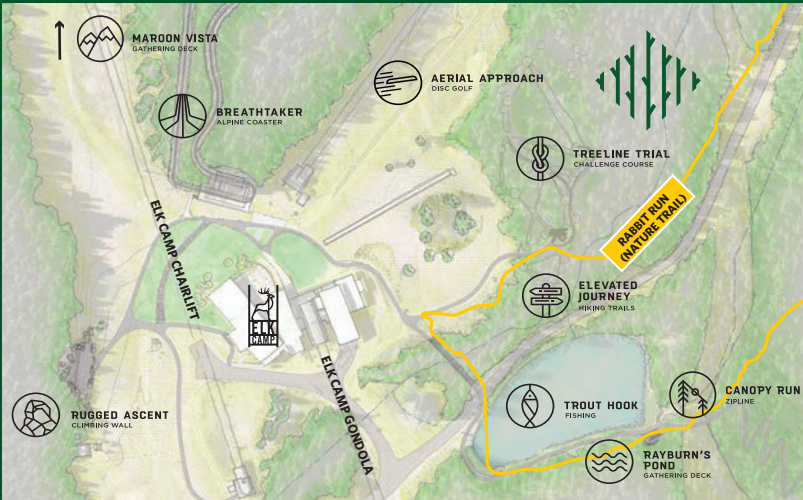 MAROON VISTA
GATHERING DECK
BREATHTAKER
ALPINE COASTER
AERIAL APPROACH
DISC GOLF
TREELINE TRIAL
CHALLENGE COURSE
RABBIT RUN
(NATURE TRAIL)
ELK CAMP CHAIRLIFT
ELK
CAMP
ELK CAMP GONDOLA
ELEVATED
JOURNEY
HIKING TRAILS
RUGGED ASCENT
CLIMBING WALL
TROUT HOOK
FISHING
CANOPY RUN
ZIPLINE
RAYBURN'S
POND
GATHERING DECK